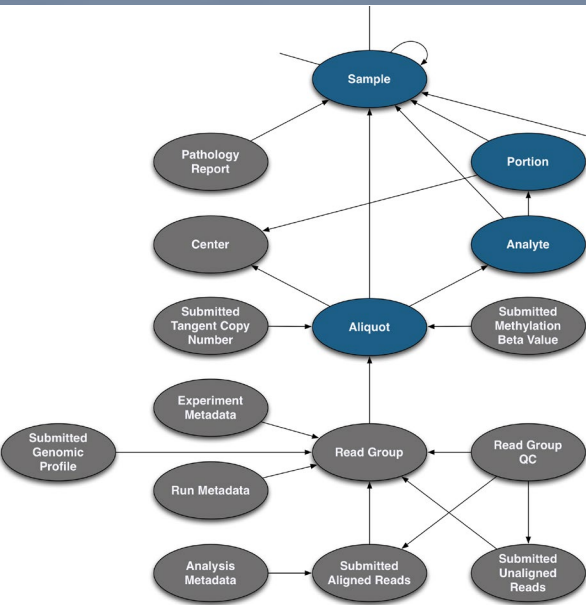 Sample
Pathology
Report
Portion
Center
Analyte
Submitted
Tangent Copy
Number
Aliquot
Submitted
Methylation
Beta Value
Experiment
Metadata
Submitted
Genomic
Profile
Read Group
Read Group
QC
Run Metadata
Analysis
Metadata
Submitted
Aligned Reads
Submitted
Unaligned
Reads